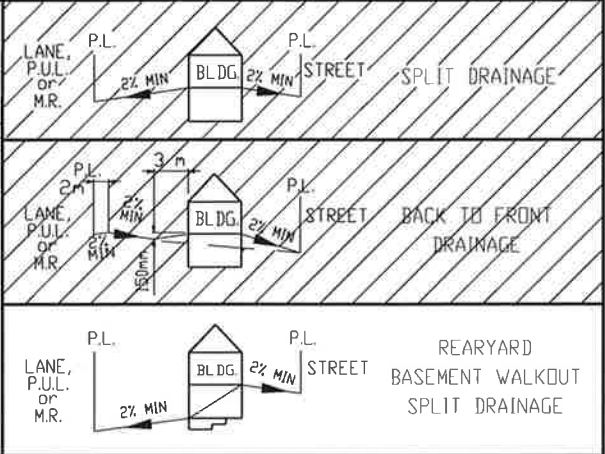 P.L.
P.L.
LANE,
P.U.L.
or
M.R.
2% MIN
BLDG.
2% MIN
STREET
SPLIT DRAINAGE
P.L.
3 m
2m
P.L.
LANE,
P.U.L.
or
M.R.
2% MIN
2% MIN
150mm
BLDG.
2% MIN
STREET
BACK TO FRONT
DRAINAGE
P.L.
P.L.
LANE,
P.U.L.
or
M.R.
2% MIN
BLDG.
2% MIN
STREET
REARYARD
BASEMENT WALKOUT
SPLIT DRAINAGE